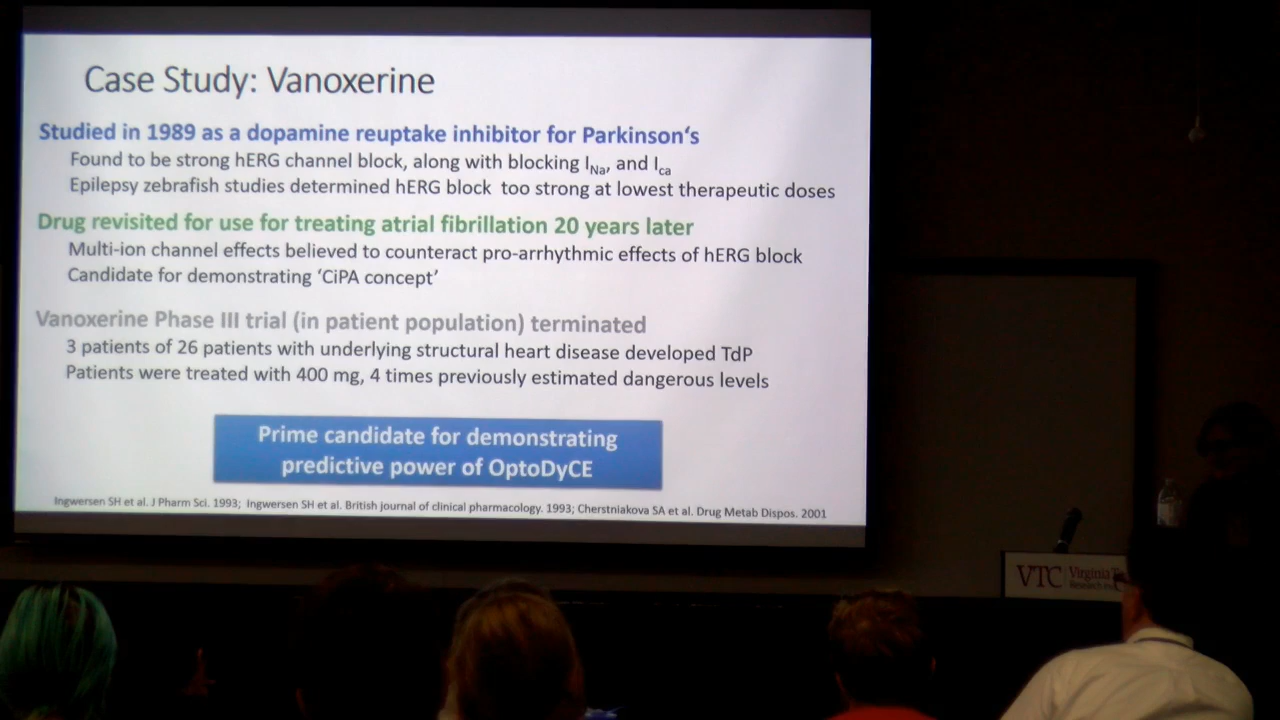 Case Study: Vanoxerine
Studied in 1989 as a dopamine reuptake inhibitor for Parkinson‘s
Found to be strong hERG channel block, along with blocking INa, and Ica
Epilepsy zebrafish studies determined hERG block too strong at lowest therapeutic doses
Drug revisited for use for treating atrial fibrillation 20 years later
Multi-ion channel effects believed to counteract pro-arrhythmic effects of hERG block
Candidate for demonstrating ‘CiPA concept’
Vanoxerine Phase III trial (in patient population) terminated
3 patients of 26 patients with underlying structural heart disease developed TdP
Patients were treated with 400 mg, 4 times previously estimated dangerous levels
Prime candidate for demonstrating
predictive power of OptoDyCE
Ingwersen SH et al. J Pharm Sci. 1993; Ingwersen SH et al. British journal of clinical pharmacology. 1993; Cherstniakova SA et al. Drug Metab Dispos. 2001
VTC Virginia
Research